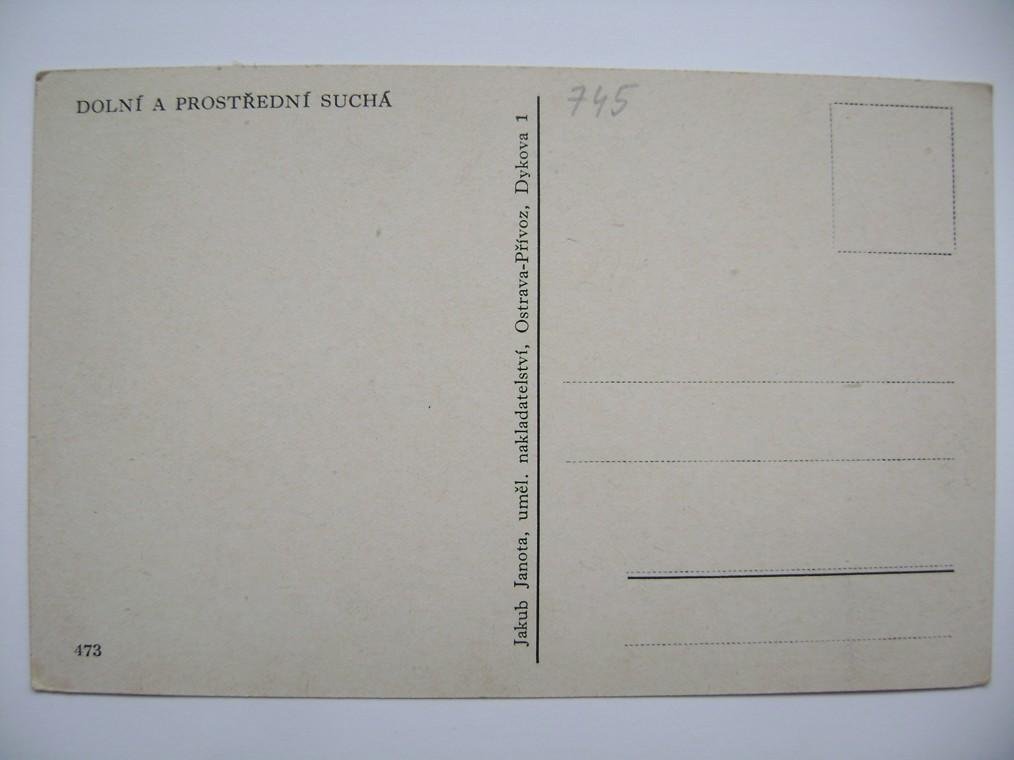 DOLNÍ A PROSTŘEDNÍ SUCHÁ
473
Jakub Janota, uměl. nakladatelství, Ostrava-Přívoz, Dykova 1
745